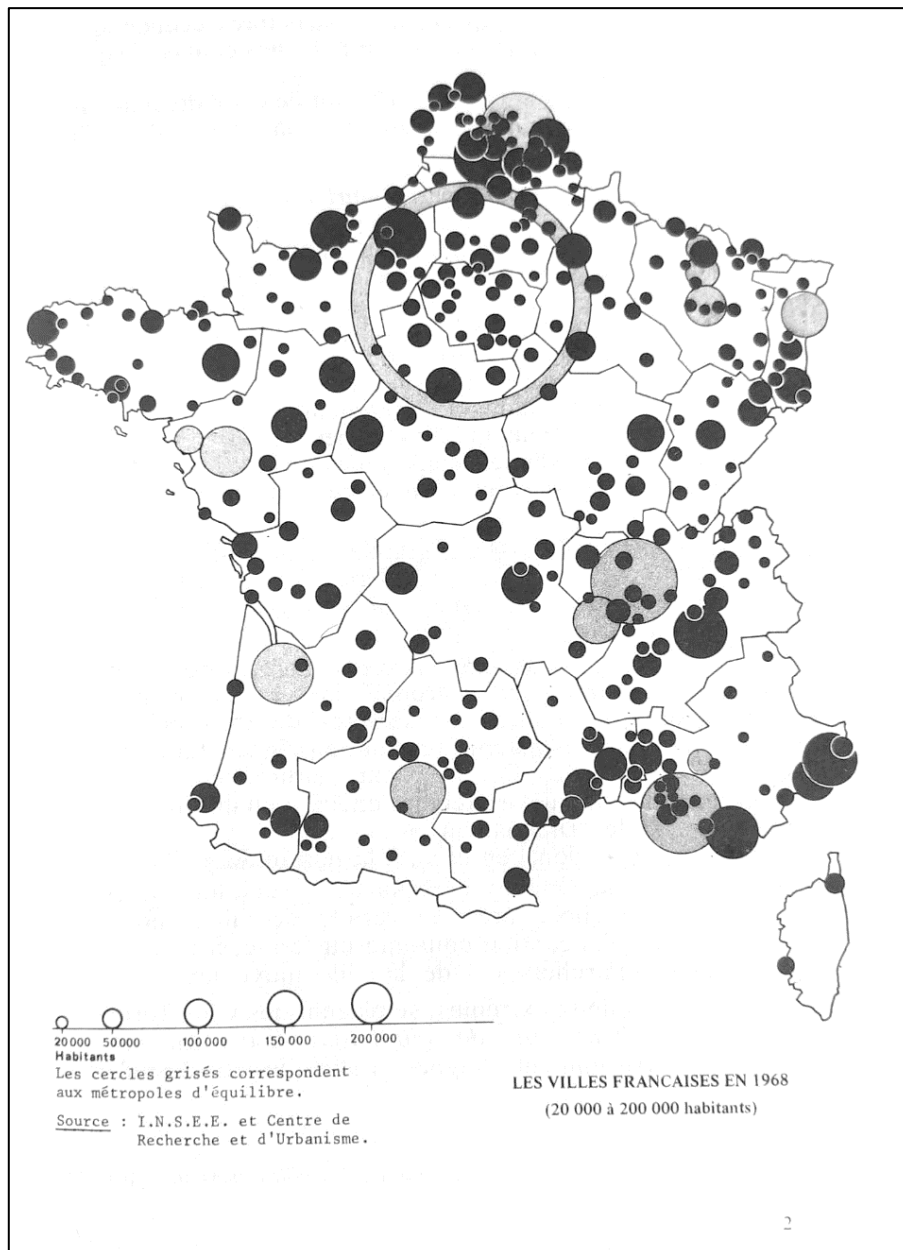 20 000 50 000 100 000 150 000 200 000
Habitants
Les cercles grisés correspondent
aux métropoles d'équilibre.
Source : I.N.S.E.E. et Centre de
Recherche et d'Urbanisme.
LES VILLES FRANCAISES EN 1968
(20 000 à 200 000 habitants)
2